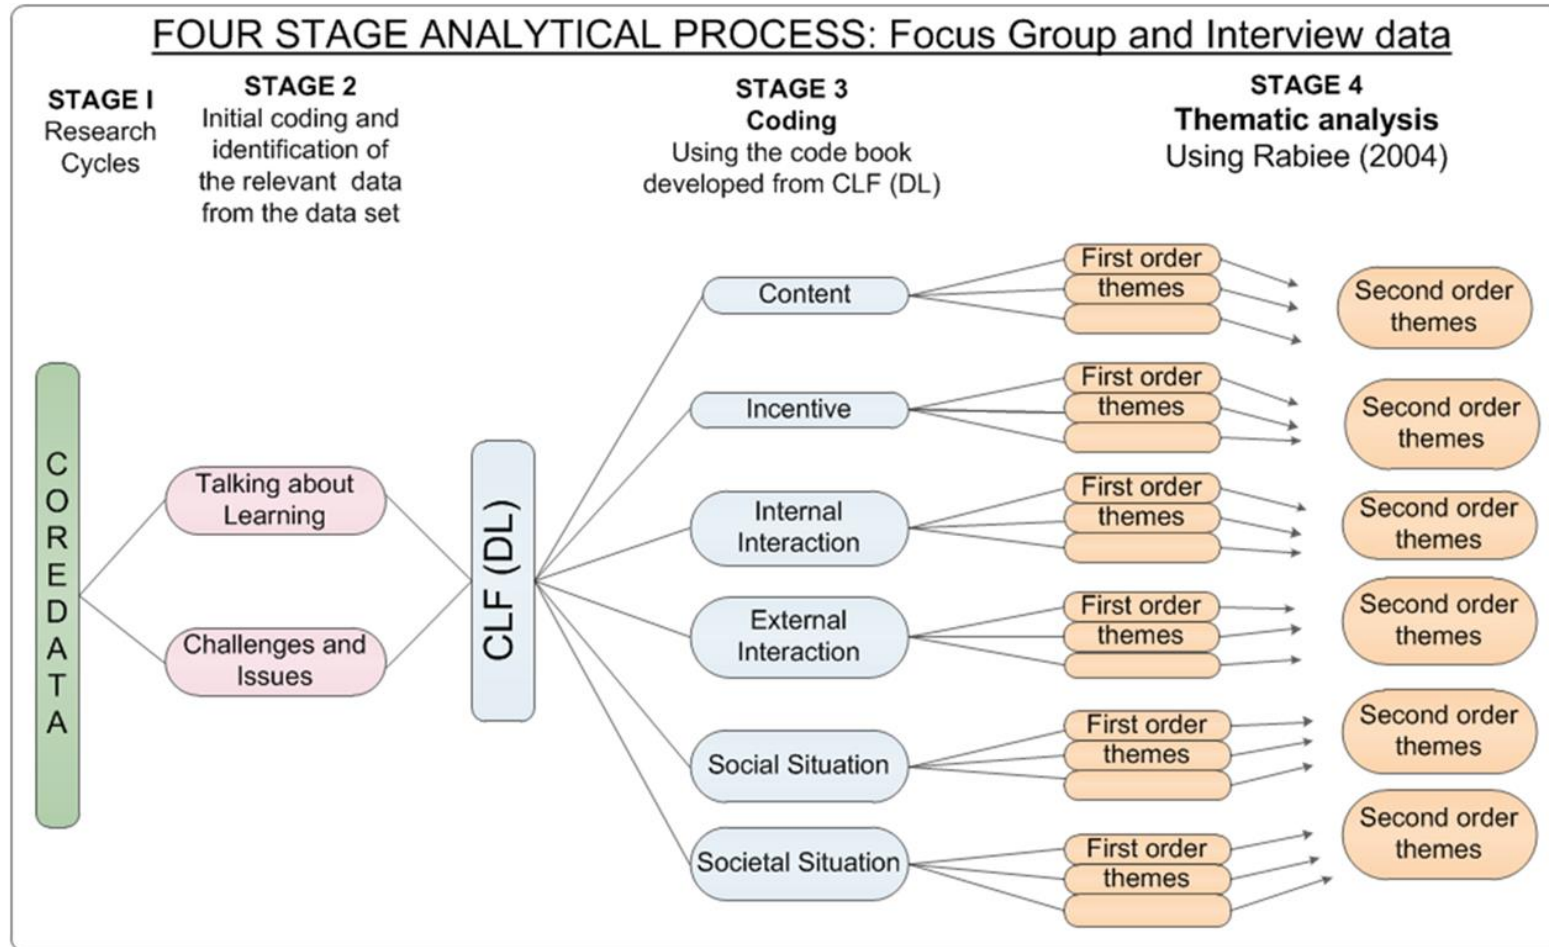 FOUR STAGE ANALYTICAL PROCESS: Focus Group and Interview data
STAGE I
Research
Cycles
STAGE 2
Initial coding and
identification of
the relevant data
from the data set
STAGE 3
Coding
Using the code book
developed from CLF (DL)
STAGE 4
Thematic analysis
Using Rabiee (2004)
C
O
R
E
D
A
T
A
Talking about
Learning
Challenges and
Issues
CLF (DL)
Content
First order
themes
Second order
themes
Incentive
First order
themes
Second order
themes
Internal
Interaction
First order
themes
Second order
themes
External
Interaction
First order
themes
Second order
themes
Social Situation
First order
themes
Second order
themes
Societal Situation
First order
themes
Second order
themes